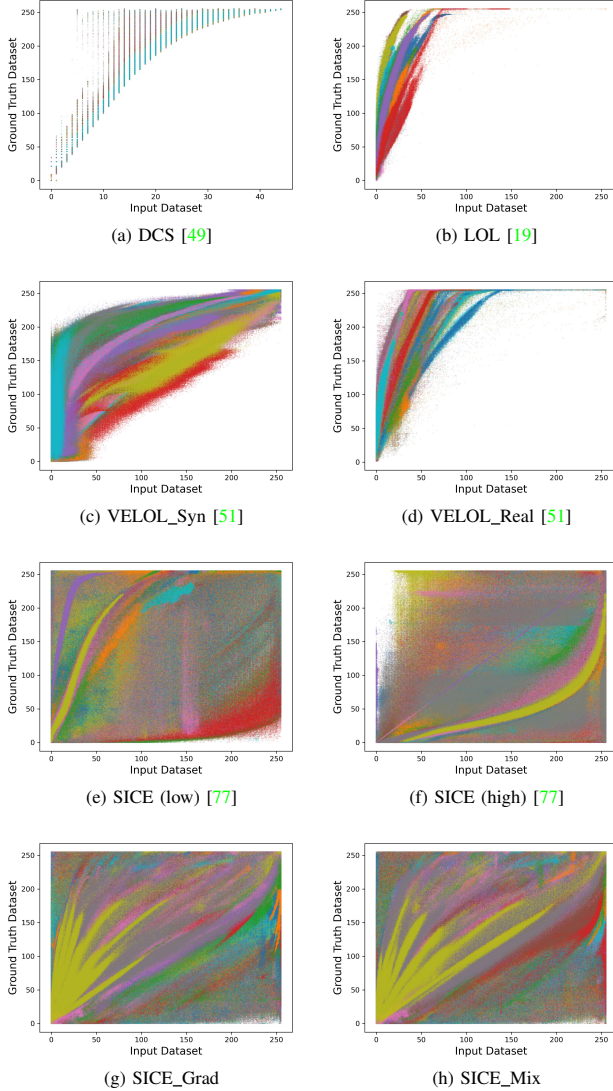 Ground Truth Dataset
250
200
150
100
50
0
0 10 20 30 40
Input Dataset
(a) DCS [49]
Ground Truth Dataset
250
200
150
100
50
0
0 50 100 150 200 250
Input Dataset
(b) LOL [19]
Ground Truth Dataset
250
200
150
100
50
0
0 50 100 150 200 250
Input Dataset
(c) VELOL_Syn [51]
Ground Truth Dataset
250
200
150
100
50
0
0 50 100 150 200 250
Input Dataset
(d) VELOL_Real [51]
Ground Truth Dataset
250
200
150
100
50
0
0 50 100 150 200 250
Input Dataset
(e) SICE (low) [77]
Ground Truth Dataset
250
200
150
100
50
0
0 50 100 150 200 250
Input Dataset
(f) SICE (high) [77]
Ground Truth Dataset
250
200
150
100
50
0
0 50 100 150 200 250
Input Dataset
(g) SICE_Grad
Ground Truth Dataset
250
200
150
100
50
0
0 50 100 150 200 250
Input Dataset
(h) SICE_Mix